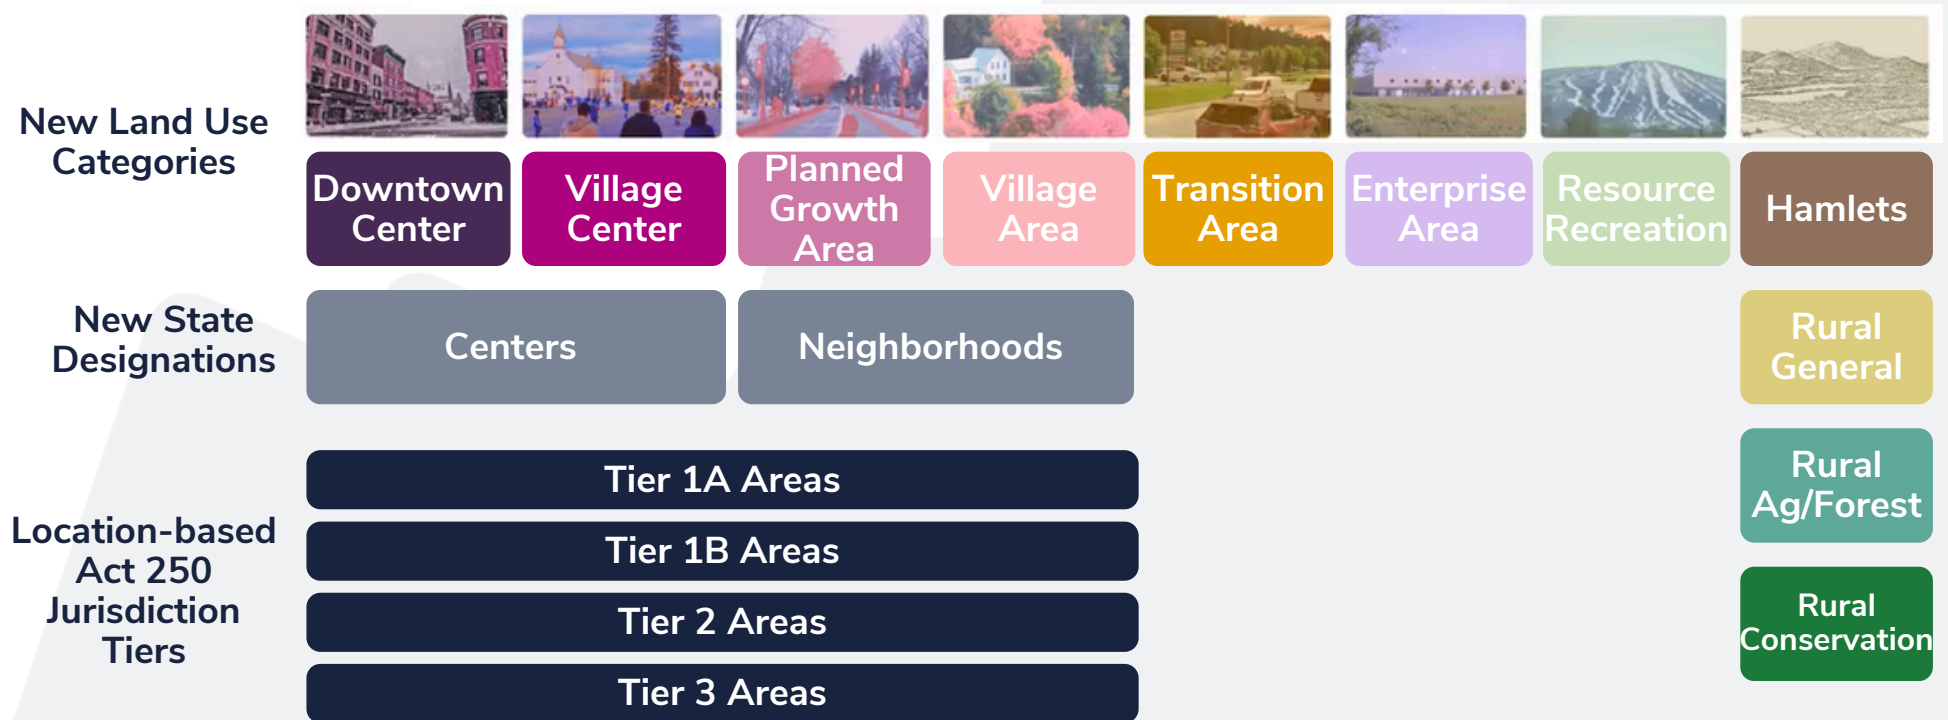 New Land Use
Categories
Downtown
Center
Village
Center
Planned
Growth
Area
Village
Area
Transition
Area
Enterprise
Area
Resource
Recreation
Hamlets
New State
Designations
Centers
Neighborhoods
Rural
General
Rural
Ag/Forest
Rural
Conservation
Location-based
Act 250
Jurisdiction
Tiers
Tier 1A Areas
Tier 1B Areas
Tier 2 Areas
Tier 3 Areas